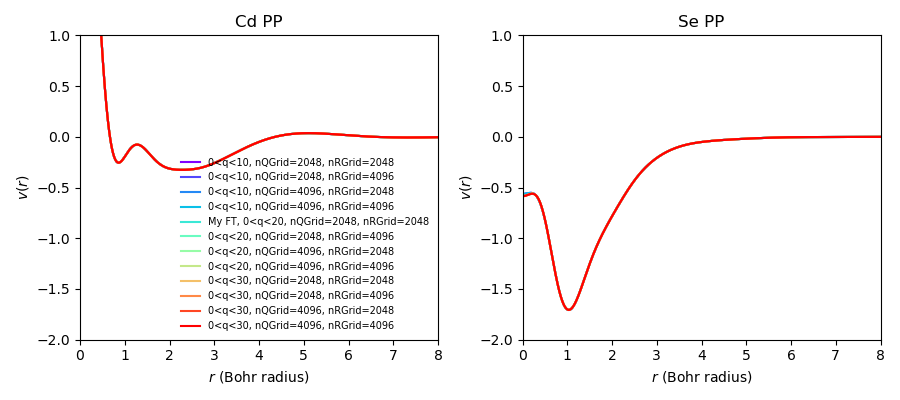 Cd PP
1.0
0.5
0.0
−0.5
−1.0
−1.5
−2.0
v(r)
0<q<10, nQGrid=2048, nRGrid=2048
0<q<10, nQGrid=2048, nRGrid=4096
0<q<10, nQGrid=4096, nRGrid=2048
0<q<10, nQGrid=4096, nRGrid=4096
My FT, 0<q<20, nQGrid=2048, nRGrid=2048
0<q<20, nQGrid=2048, nRGrid=4096
0<q<20, nQGrid=4096, nRGrid=2048
0<q<20, nQGrid=4096, nRGrid=4096
0<q<30, nQGrid=2048, nRGrid=2048
0<q<30, nQGrid=2048, nRGrid=4096
0<q<30, nQGrid=4096, nRGrid=2048
0<q<30, nQGrid=4096, nRGrid=4096
0 1 2 3 4 5 6 7 8
r (Bohr radius)
Se PP
1.0
0.5
0.0
−0.5
−1.0
−1.5
−2.0
v(r)
0 1 2 3 4 5 6 7 8
r (Bohr radius)